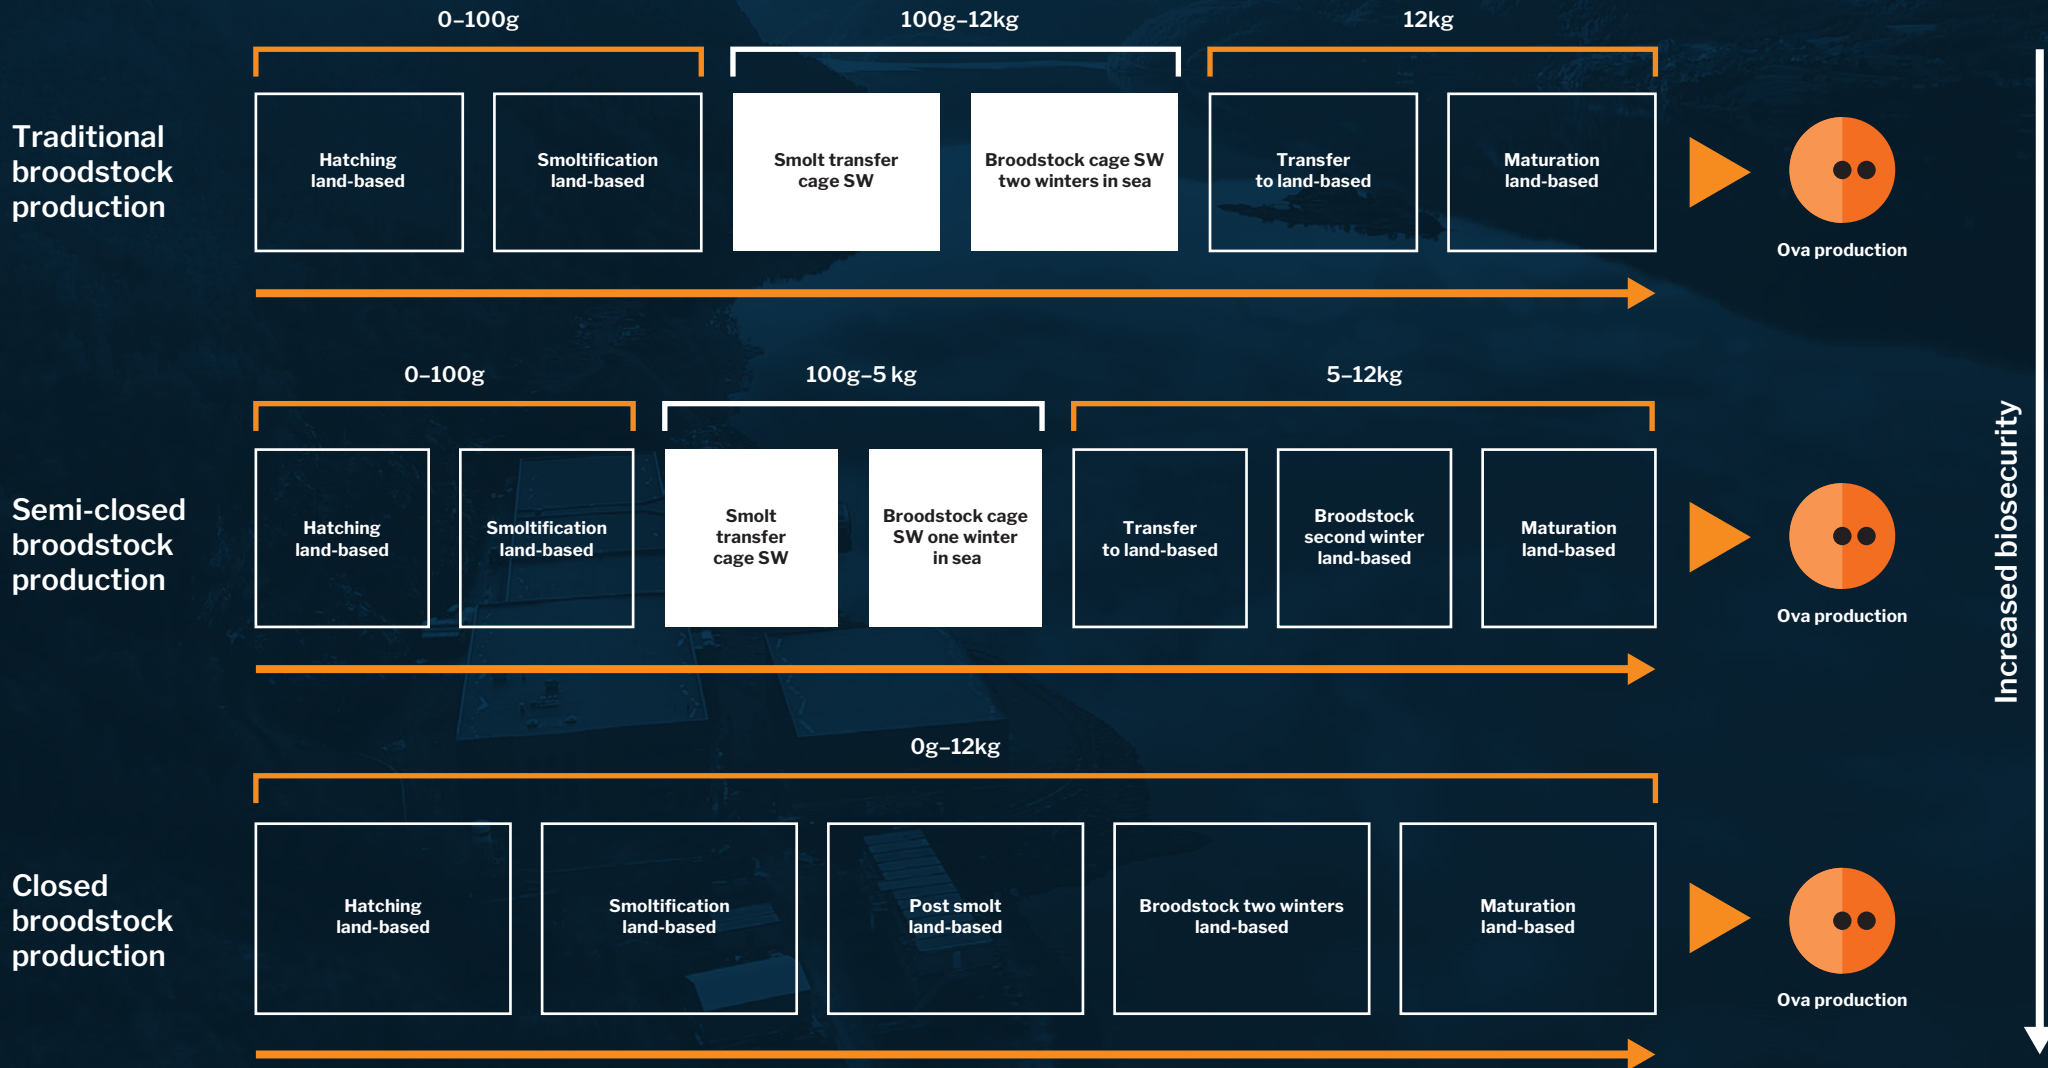 0–100g
100g–12kg
12kg
Traditional
broodstock
production
Hatching
land-based
Smoltification
land-based
Smolt transfer
cage SW
Broodstock cage SW
two winters in sea
Transfer
to land-based
Maturation
land-based
Ova production
0–100g
100g–5 kg
5–12kg
Semi-closed
broodstock
production
Hatching
land-based
Smoltification
land-based
Smolt
transfer
cage SW
Broodstock cage
SW one winter
in sea
Transfer
to land-based
Broodstock
second winter
land-based
Maturation
land-based
Ova production
0g–12kg
Closed
broodstock
production
Hatching
land-based
Smoltification
land-based
Post smolt
land-based
Broodstock two winters
land-based
Maturation
land-based
Ova production
Increased biosecurity